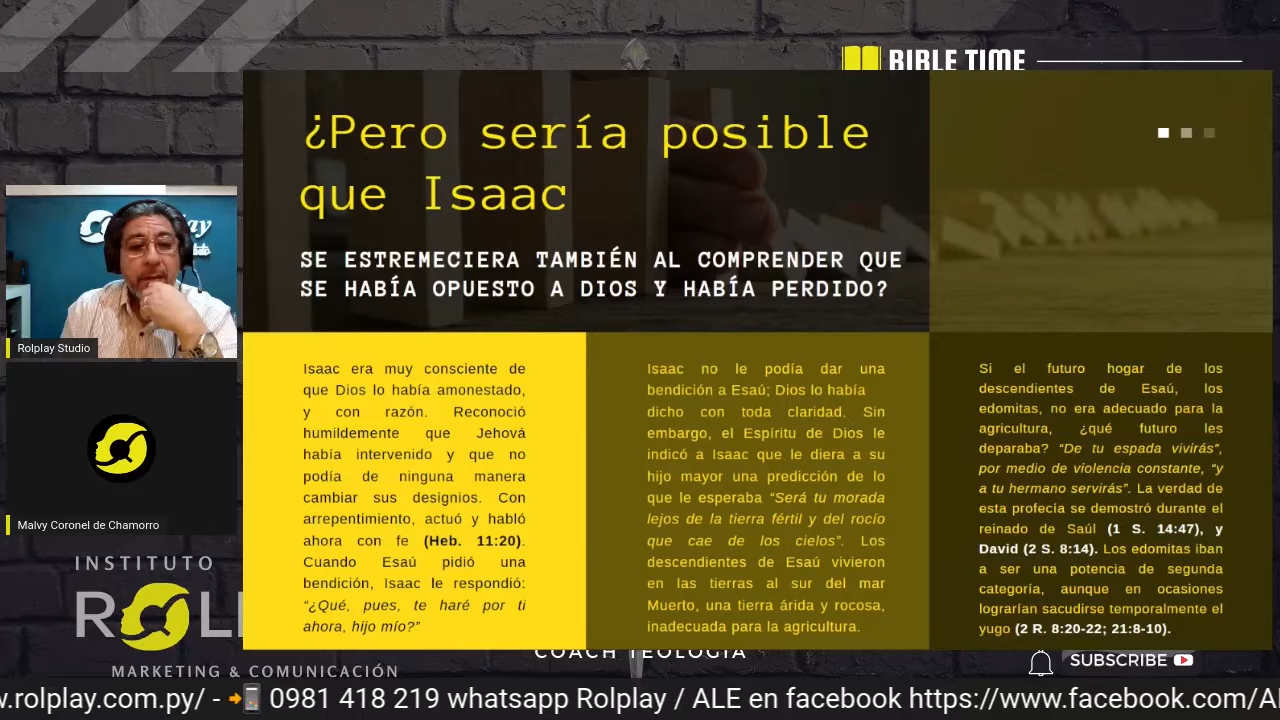 BIBLE TIME
¿Pero sería posible
que Isaac
SE ESTREMECIERA TAMBIÉN AL COMPRENDER QUE
SE HABÍA OPUESTO A DIOS Y HABÍA PERDIDO?
Isaac era muy consciente de
que Dios lo había amonestado,
y con razón. Reconoció
humildemente que Jehová
había intervenido y que no
podía de ninguna manera
cambiar sus designios. Con
arrepentimiento, actuó y habló
ahora con fe (Heb. 11:20).
Cuando Esaú pidió una
bendición, Isaac le respondió:
“¿Qué, pues, te haré por ti
ahora, hijo mío?”
Isaac no le podía dar una
bendición a Esaú; Dios lo había
dicho con toda claridad. Sin
embargo, el Espíritu de Dios le
indicó a Isaac que le diera a su
hijo mayor una predicción de lo
que le esperaba “Será tu morada
lejos de la tierra fértil y del rocío
que cae de los cielos”. Los
descendientes de Esaú vivieron
en las tierras al sur del mar
Muerto, una tierra árida y rocosa,
inadecuada para la agricultura.
Si el futuro hogar de los
descendientes de Esaú, los
edomitas, no era adecuado para la
agricultura, ¿qué futuro les
deparaba? “De tu espada vivirás”,
por medio de violencia constante, “y
a tu hermano servirás”. La verdad de
esta profecía se demostró durante el
reinado de Saúl (1 S. 14:47), y
David (2 S. 8:14). Los edomitas iban
a ser una potencia de segunda
categoría, aunque en ocasiones
lograrían sacudirse temporalmente el
yugo (2 R. 8:20-22; 21:8-10).
Rolplay Studio
Malvy Coronel de Chamorro
INSTITUTO
ROL
MARKETING & COMUNICACIÓN
COACH TEOLOGÍA
SUBSCRIBE
w.rolplay.com.py/ - 0981 418 219 whatsapp Rolplay / ALE en facebook https://www.facebook.com/Al